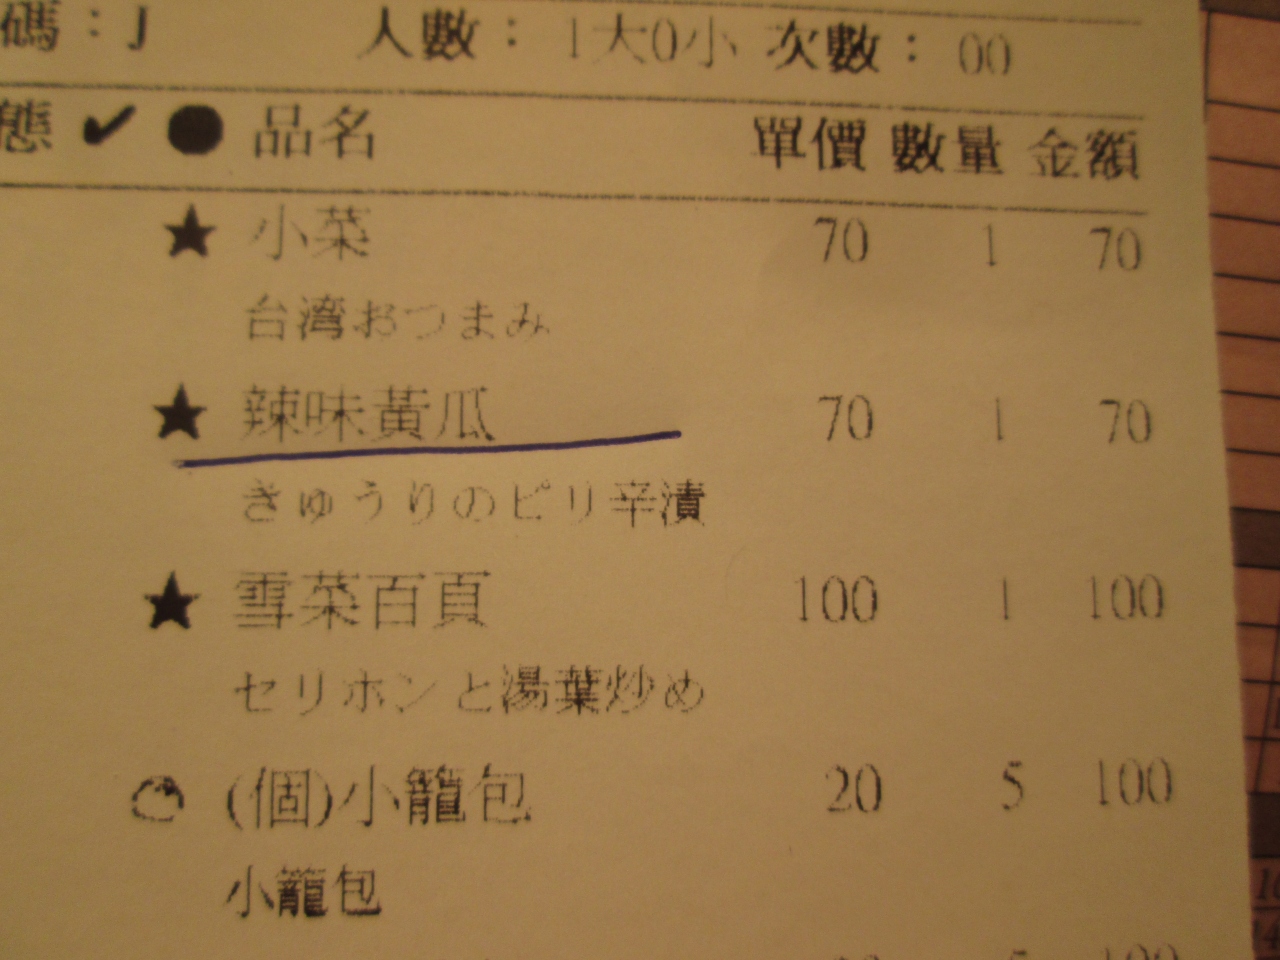 碼：J 人數： 1大0小 次數： 00
態 ✔ ● 品名 單價 數量 金額
★ 小菜 70 1 70
台湾おつまみ
★ 辣味黃瓜 70 1 70
きゅうりのピリ辛漬
★ 雪菜百頁 100 1 100
セリホンと湯葉炒め
(個)小籠包 20 5 100
小籠包